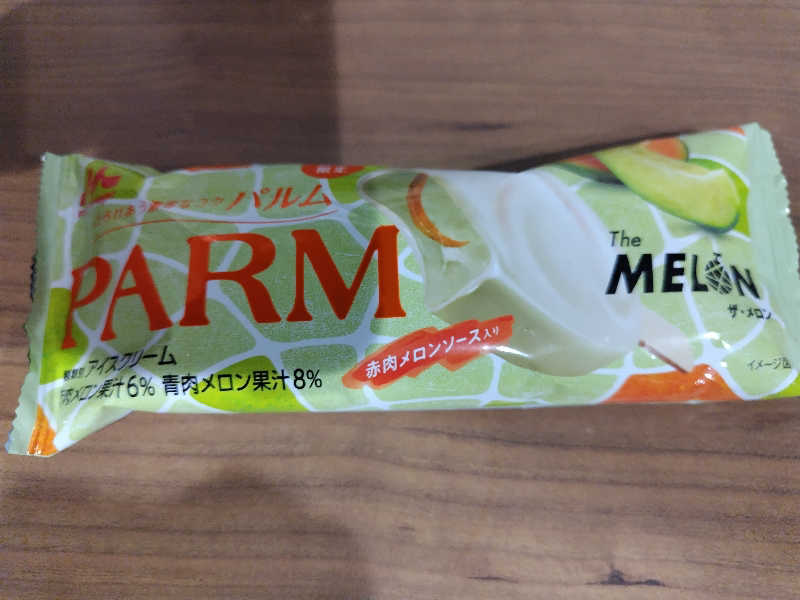 限定
パルム
PARM
アイスクリーム
メロン果汁6% 青肉メロン果汁8%
赤肉メロンソース入り
The
MELON
ザ・メロン
イメージ図